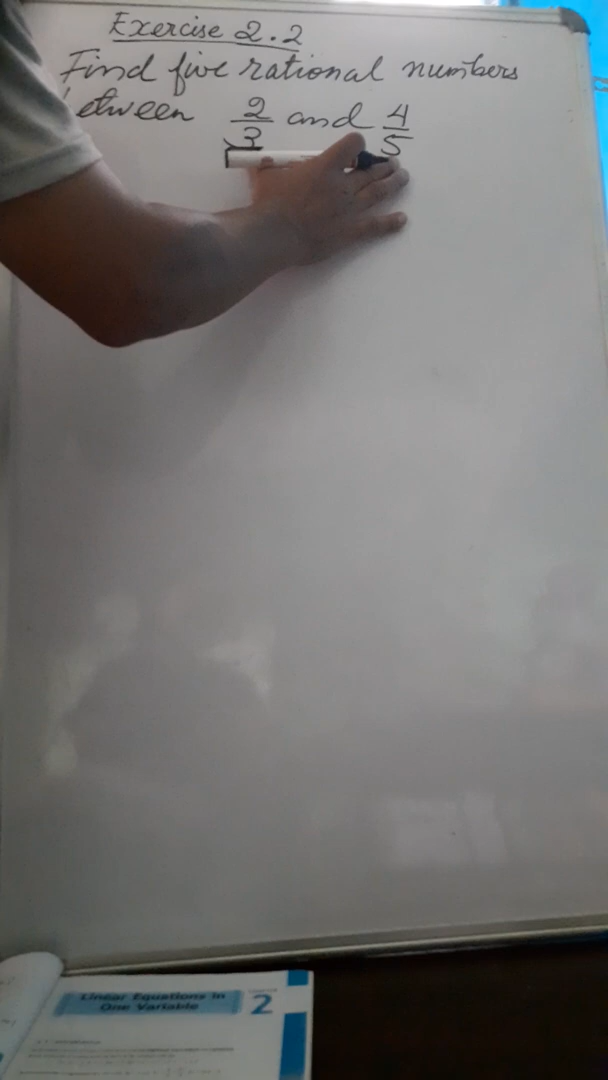 Exercise 2.2
Find five rational numbers
between 2/3 and 4/5
Linear Equations in
One Variable
2